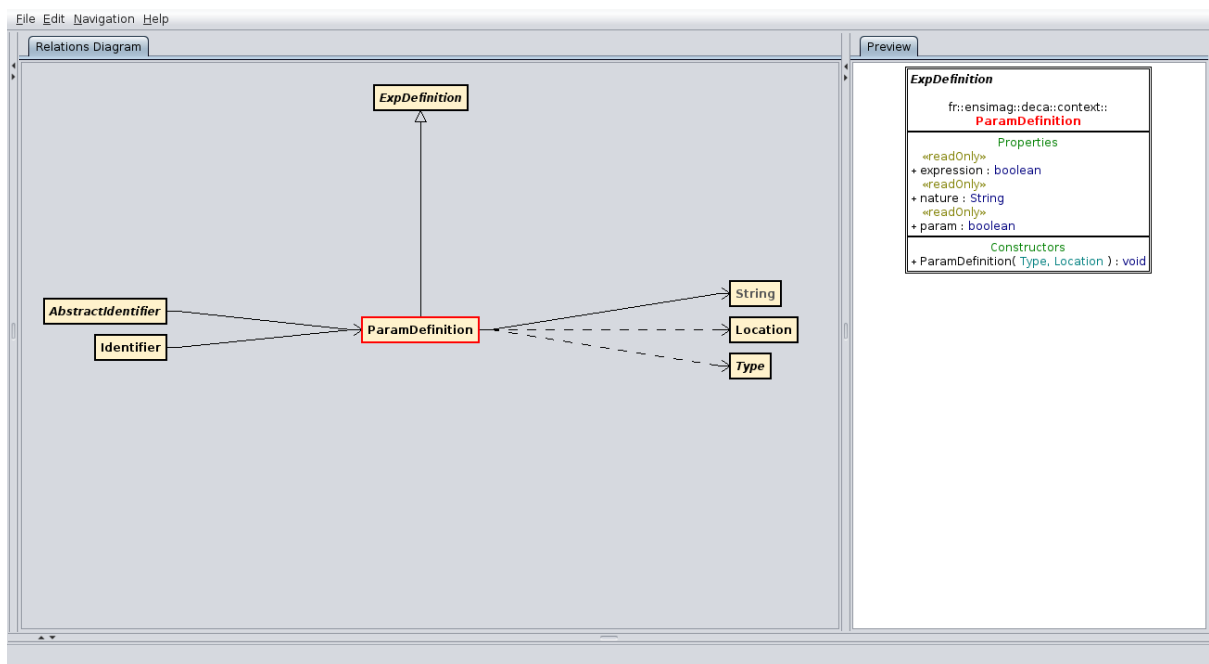 File Edit Navigation Help
Relations Diagram
ExpDefinition
AbstractIdentifier
Identifier
ParamDefinition
String
Location
Type
Preview
ExpDefinition
fr::ensimag::deca::context::
ParamDefinition
Properties
«readOnly»
+ expression : boolean
«readOnly»
+ nature : String
«readOnly»
+ param : boolean
Constructors
+ ParamDefinition( Type, Location ) : void